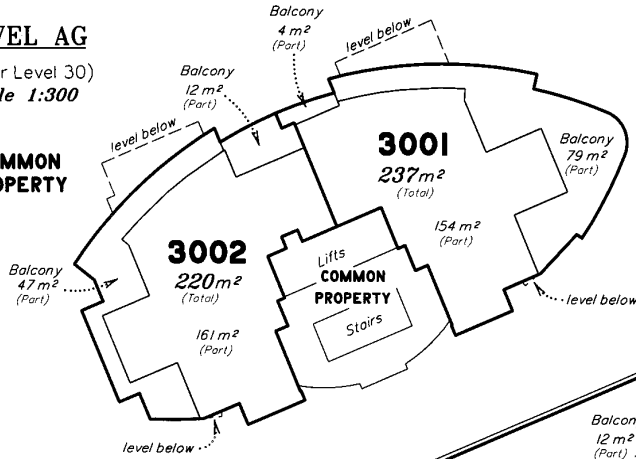 VEL AG
r Level 30)
le 1:300
MMON
OPERTY
Balcony
4 m²
(Part)
level below
Balcony
12 m²
(Part)
level below
3001
237m²
(Total)
154 m²
(Part)
Balcony
79 m²
(Part)
3002
220m²
(Total)
161 m²
(Part)
Balcony
47 m²
(Part)
Lifts
COMMON
PROPERTY
Stairs
level below
level below
Balcon
12 m²
(Part)